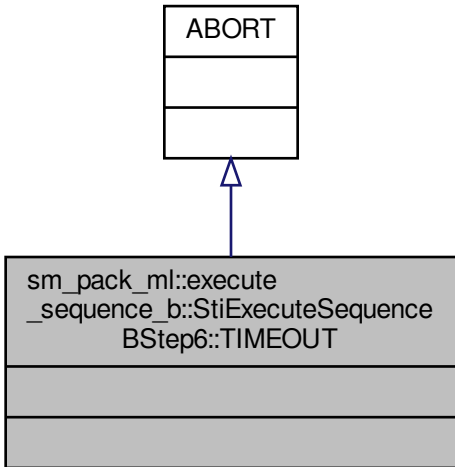 ABORT
sm_pack_ml::execute
_sequence_b::StiExecuteSequence
BStep6::TIMEOUT